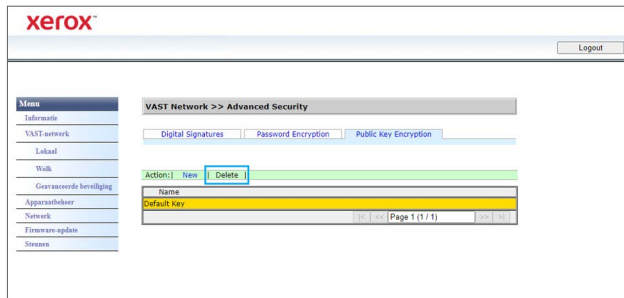 xerox™
Logout
Menu
Informatie
VAST-netwerk
Lokaal
Wolk
Geavanceerde beveiliging
Apparaatbeheer
Netwerk
Firmware-update
Steunen
VAST Network >> Advanced Security
Digital Signatures Password Encryption Public Key Encryption
Action:| New | Delete |
Name
Default Key
|< << Page 1 (1 / 1) >> >|